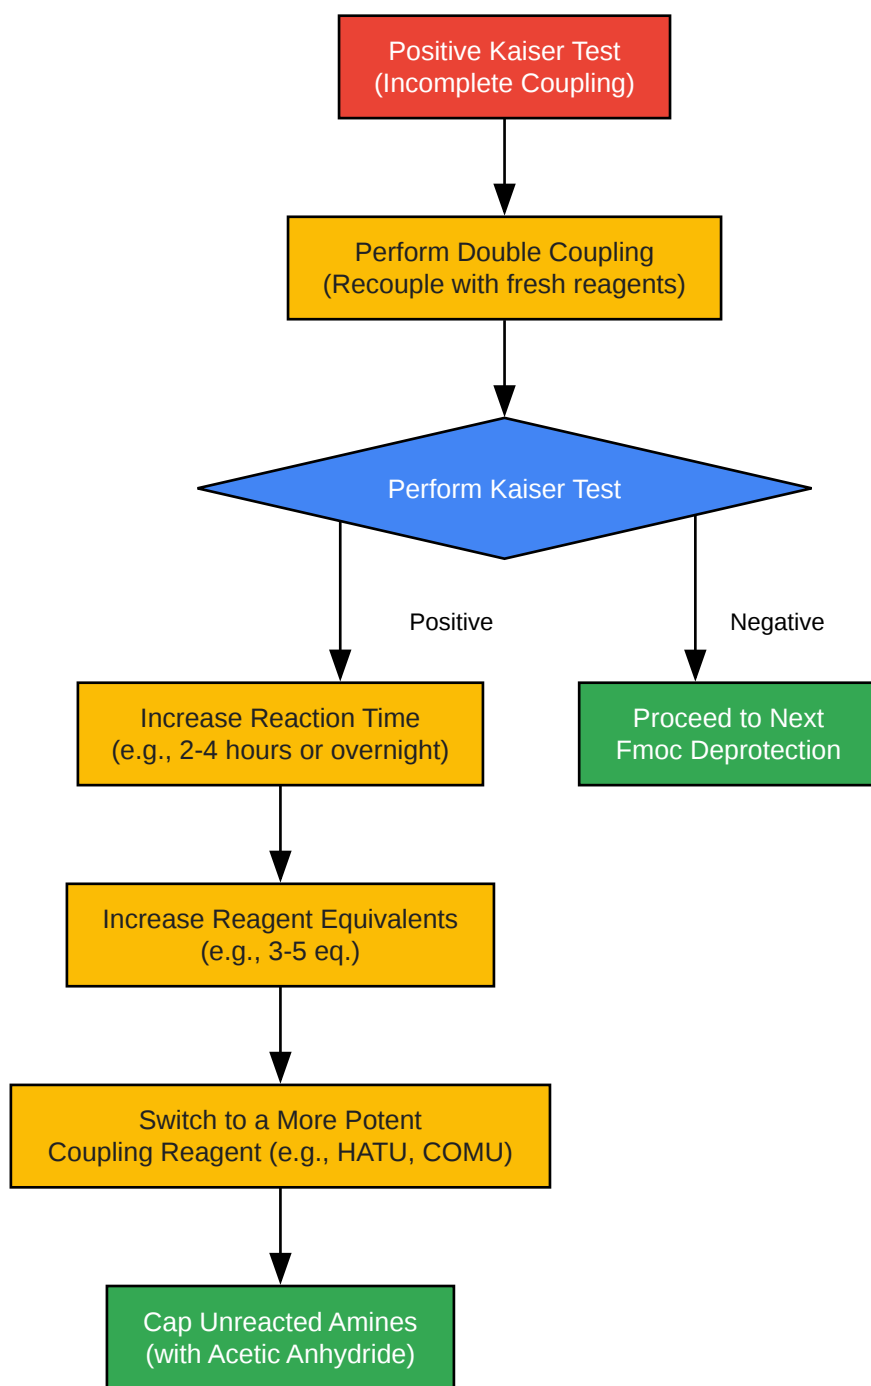 Positive Kaiser Test
(Incomplete Coupling)
Perform Double Coupling
(Recouple with fresh reagents)
Perform Kaiser Test
Positive
Negative
Increase Reaction Time
(e.g., 2-4 hours or overnight)
Proceed to Next
Fmoc Deprotection
Increase Reagent Equivalents
(e.g., 3-5 eq.)
Switch to a More Potent
Coupling Reagent (e.g., HATU, COMU)
Cap Unreacted Amines
(with Acetic Anhydride)